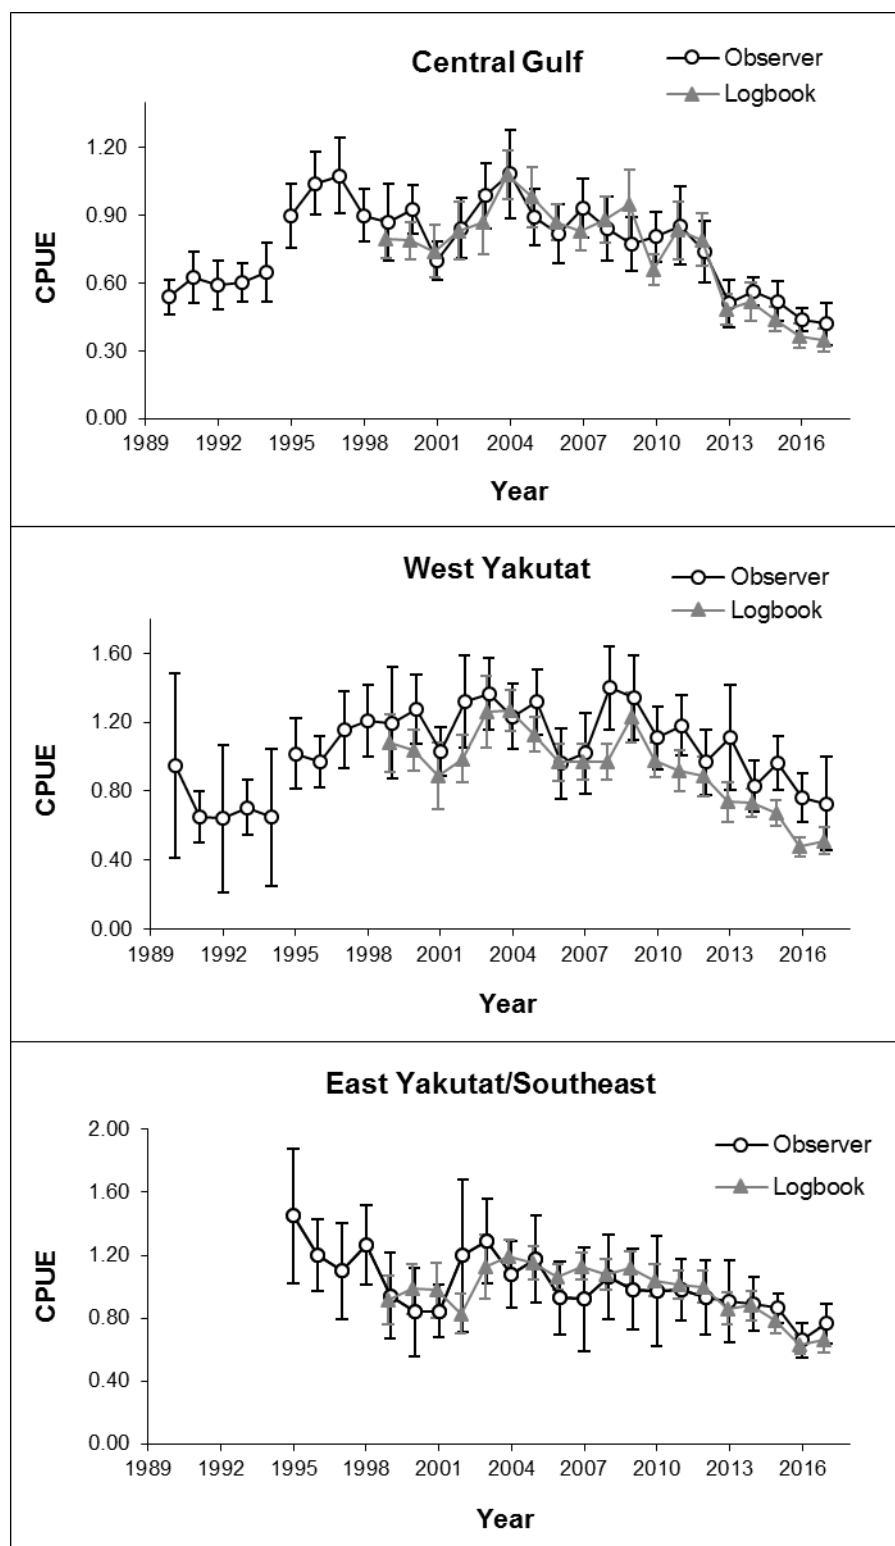 Central Gulf
Observer
Logbook
CPUE
1.20
0.90
0.60
0.30
0.00
1989 1992 1995 1998 2001 2004 2007 2010 2013 2016
Year
West Yakutat
Observer
Logbook
CPUE
1.60
1.20
0.80
0.40
0.00
1989 1992 1995 1998 2001 2004 2007 2010 2013 2016
Year
East Yakutat/Southeast
Observer
Logbook
CPUE
2.00
1.60
1.20
0.80
0.40
0.00
1989 1992 1995 1998 2001 2004 2007 2010 2013 2016
Year